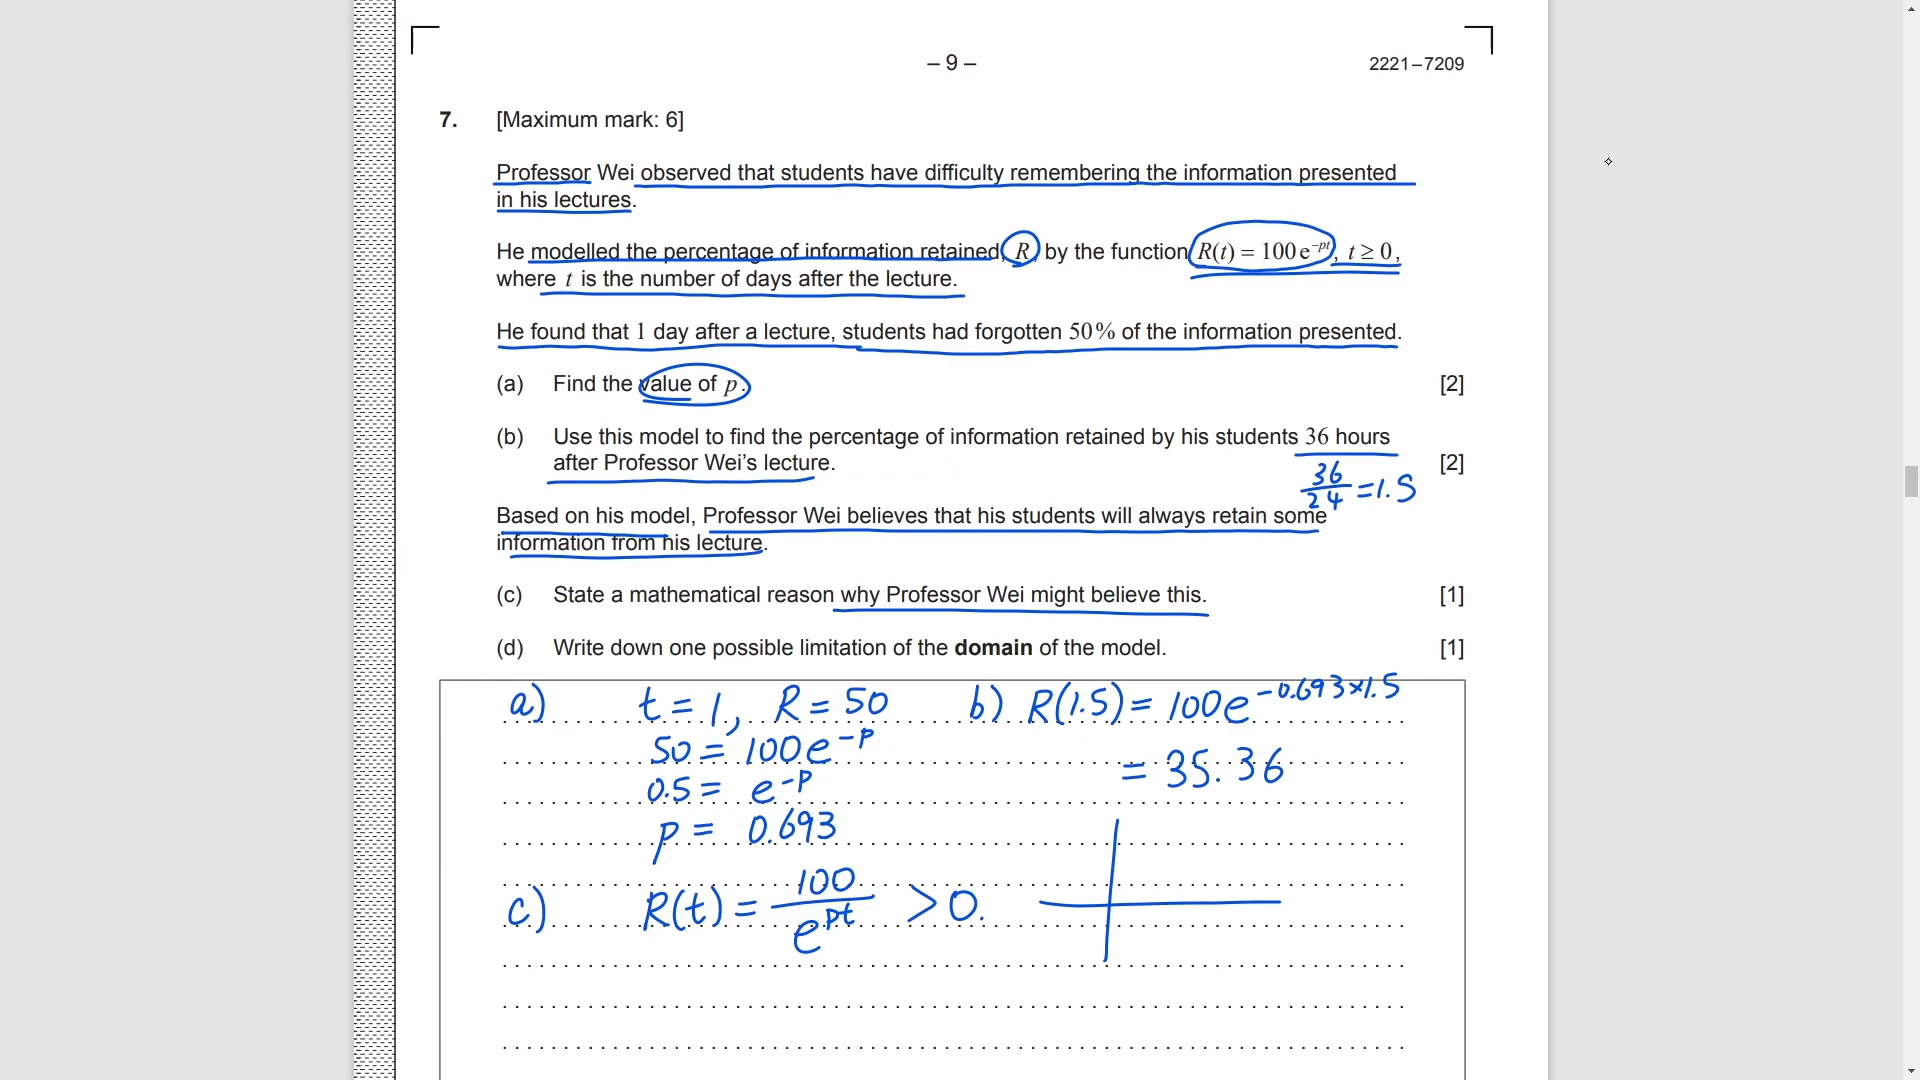 – 9 –
2221–7209
7. [Maximum mark: 6]
Professor Wei observed that students have difficulty remembering the information presented
in his lectures.
He modelled the percentage of information retained, R, by the function R(t) = 100e^{-pt}, t ≥ 0,
where t is the number of days after the lecture.
He found that 1 day after a lecture, students had forgotten 50% of the information presented.
(a) Find the value of p. [2]
(b) Use this model to find the percentage of information retained by his students 36 hours
after Professor Wei's lecture. [2]
36/24 = 1.5
Based on his model, Professor Wei believes that his students will always retain some
information from his lecture.
(c) State a mathematical reason why Professor Wei might believe this. [1]
(d) Write down one possible limitation of the domain of the model. [1]
a) t = 1, R = 50
50 = 100e^{-p}
0.5 = e^{-p}
p = 0.693
b) R(1.5) = 100e^{-0.693×1.5}
= 35.36
c) R(t) = 100/e^{pt} > 0.